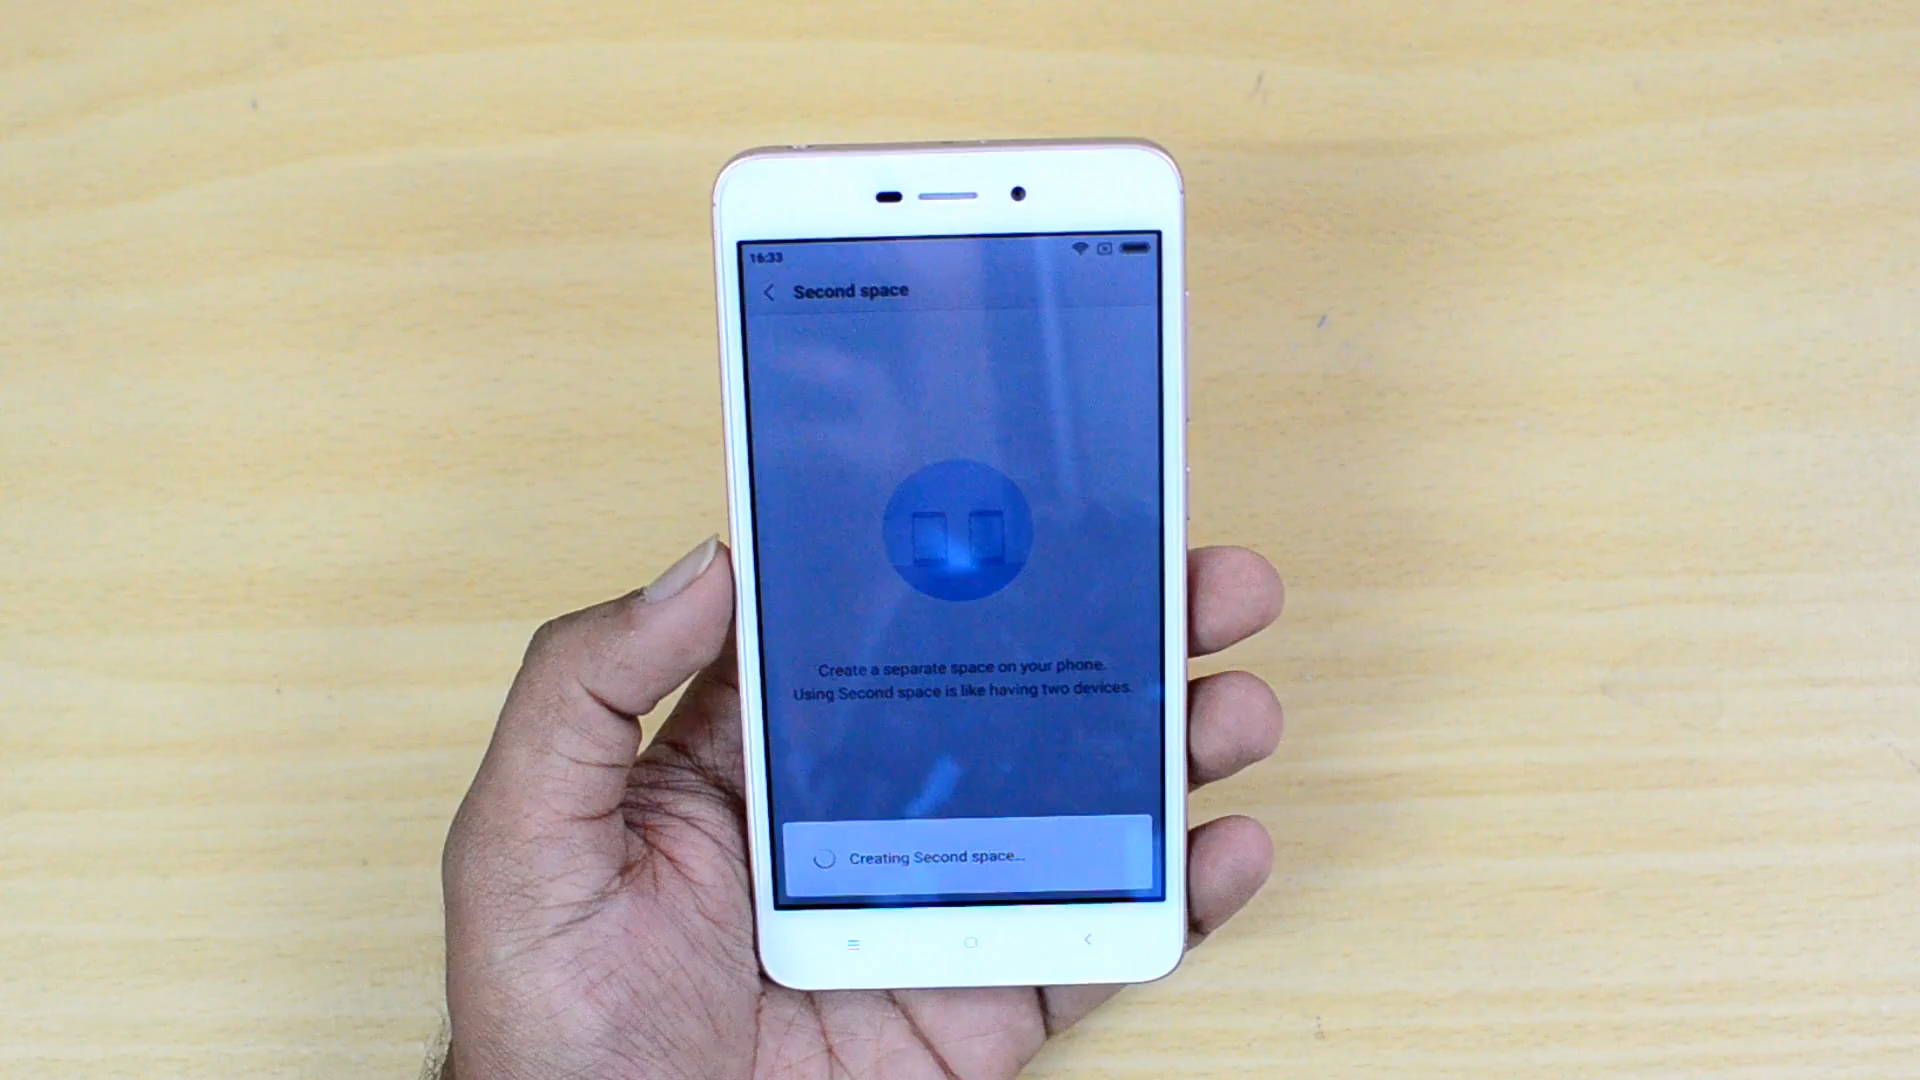 16:33
Second space
Create a separate space on your phone.
Using Second space is like having two devices.
Creating Second space...